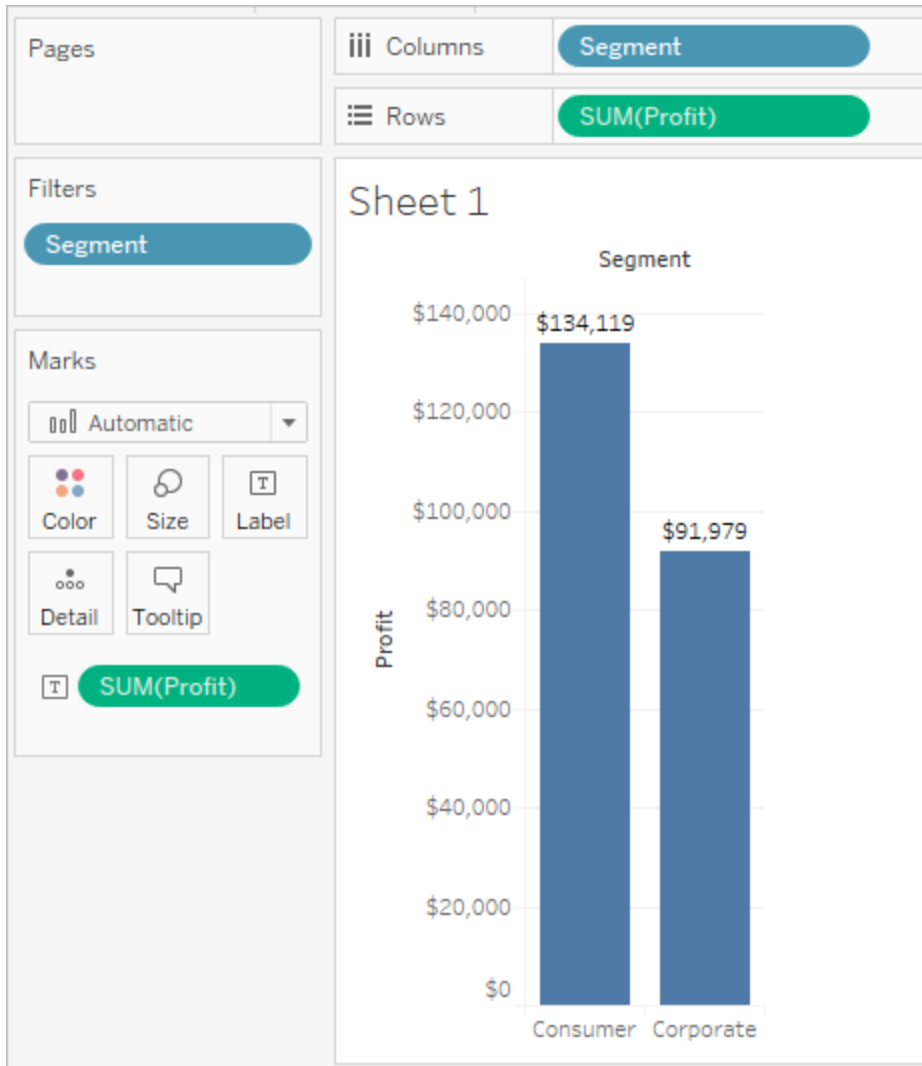 Pages
Columns
Segment
Rows
SUM(Profit)
Filters
Segment
Marks
Automatic
Color
Size
T
Label
Detail
Tooltip
T
SUM(Profit)
Sheet 1
Segment
Profit
$140,000
$120,000
$100,000
$80,000
$60,000
$40,000
$20,000
$0
$134,119
$91,979
Consumer
Corporate